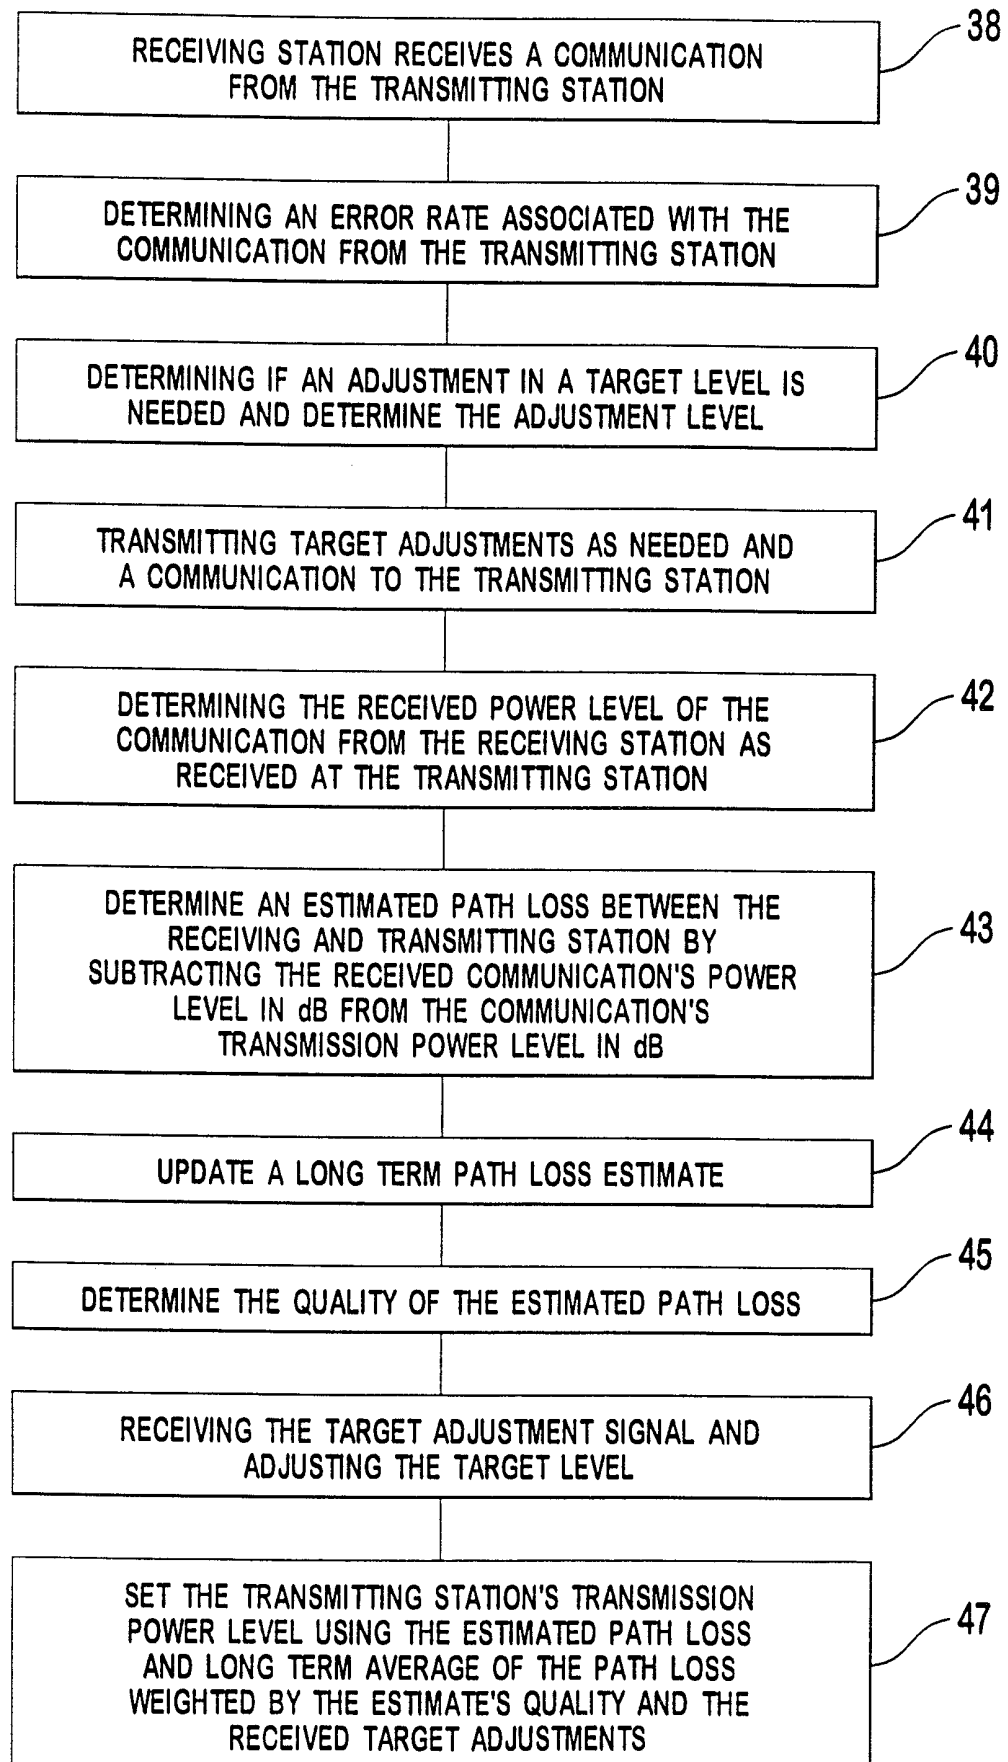 38
RECEIVING STATION RECEIVES A COMMUNICATION
FROM THE TRANSMITTING STATION
39
DETERMINING AN ERROR RATE ASSOCIATED WITH THE
COMMUNICATION FROM THE TRANSMITTING STATION
40
DETERMINING IF AN ADJUSTMENT IN A TARGET LEVEL IS
NEEDED AND DETERMINE THE ADJUSTMENT LEVEL
41
TRANSMITTING TARGET ADJUSTMENTS AS NEEDED AND
A COMMUNICATION TO THE TRANSMITTING STATION
42
DETERMINING THE RECEIVED POWER LEVEL OF THE
COMMUNICATION FROM THE RECEIVING STATION AS
RECEIVED AT THE TRANSMITTING STATION
43
DETERMINE AN ESTIMATED PATH LOSS BETWEEN THE
RECEIVING AND TRANSMITTING STATION BY
SUBTRACTING THE RECEIVED COMMUNICATION'S POWER
LEVEL IN dB FROM THE COMMUNICATION'S
TRANSMISSION POWER LEVEL IN dB
44
UPDATE A LONG TERM PATH LOSS ESTIMATE
45
DETERMINE THE QUALITY OF THE ESTIMATED PATH LOSS
46
RECEIVING THE TARGET ADJUSTMENT SIGNAL AND
ADJUSTING THE TARGET LEVEL
47
SET THE TRANSMITTING STATION'S TRANSMISSION
POWER LEVEL USING THE ESTIMATED PATH LOSS
AND LONG TERM AVERAGE OF THE PATH LOSS
WEIGHTED BY THE ESTIMATE'S QUALITY AND THE
RECEIVED TARGET ADJUSTMENTS